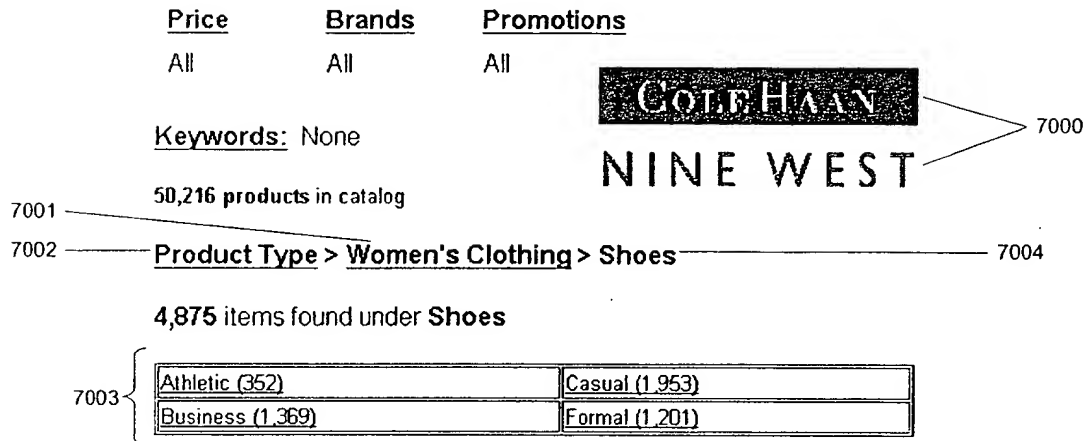 Price Brands Promotions
All All All
COLE HAAN
7000
Keywords: None
NINE WEST
50,216 products in catalog
7001
7002 Product Type > Women's Clothing > Shoes 7004
4,875 items found under Shoes
7003
Athletic (352) Casual (1,953)
Business (1,369) Formal (1,201)